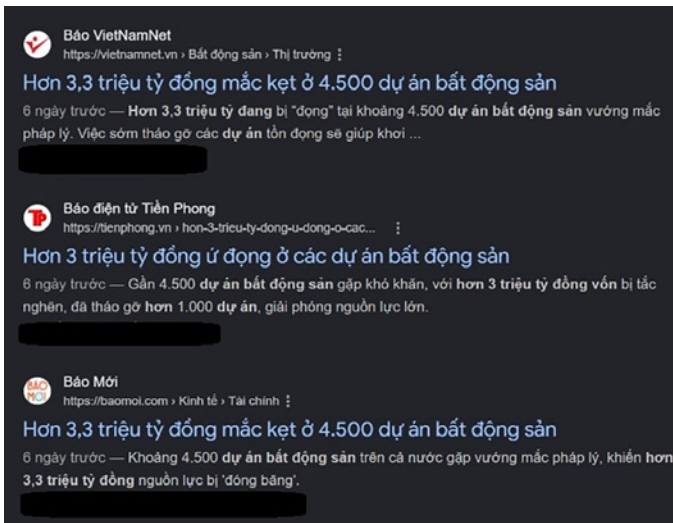 Báo VietNamNet
https://vietnamnet.vn › Bất động sản › Thị trường
Hơn 3,3 triệu tỷ đồng mắc kẹt ở 4.500 dự án bất động sản
6 ngày trước — Hơn 3,3 triệu tỷ đang bị "đọng" tại khoảng 4.500 dự án bất động sản vướng mắc
pháp lý. Việc sớm tháo gỡ các dự án tồn đọng sẽ giúp khơi ...
TP
Báo điện tử Tiền Phong
https://tienphong.vn › hon-3-trieu-ty-dong-u-dong-o-cac...
Hơn 3 triệu tỷ đồng ứ đọng ở các dự án bất động sản
6 ngày trước — Gần 4.500 dự án bất động sản gặp khó khăn, với hơn 3 triệu tỷ đồng vốn bị tắc
nghẽn, đã tháo gỡ hơn 1.000 dự án, giải phóng nguồn lực lớn.
BÁO
MỚI
Báo Mới
https://baomoi.com › Kinh tế › Tài chính
Hơn 3,3 triệu tỷ đồng mắc kẹt ở 4.500 dự án bất động sản
6 ngày trước — Khoảng 4.500 dự án bất động sản trên cả nước gặp vướng mắc pháp lý, khiến hơn
3,3 triệu tỷ đồng nguồn lực bị 'đóng băng'.